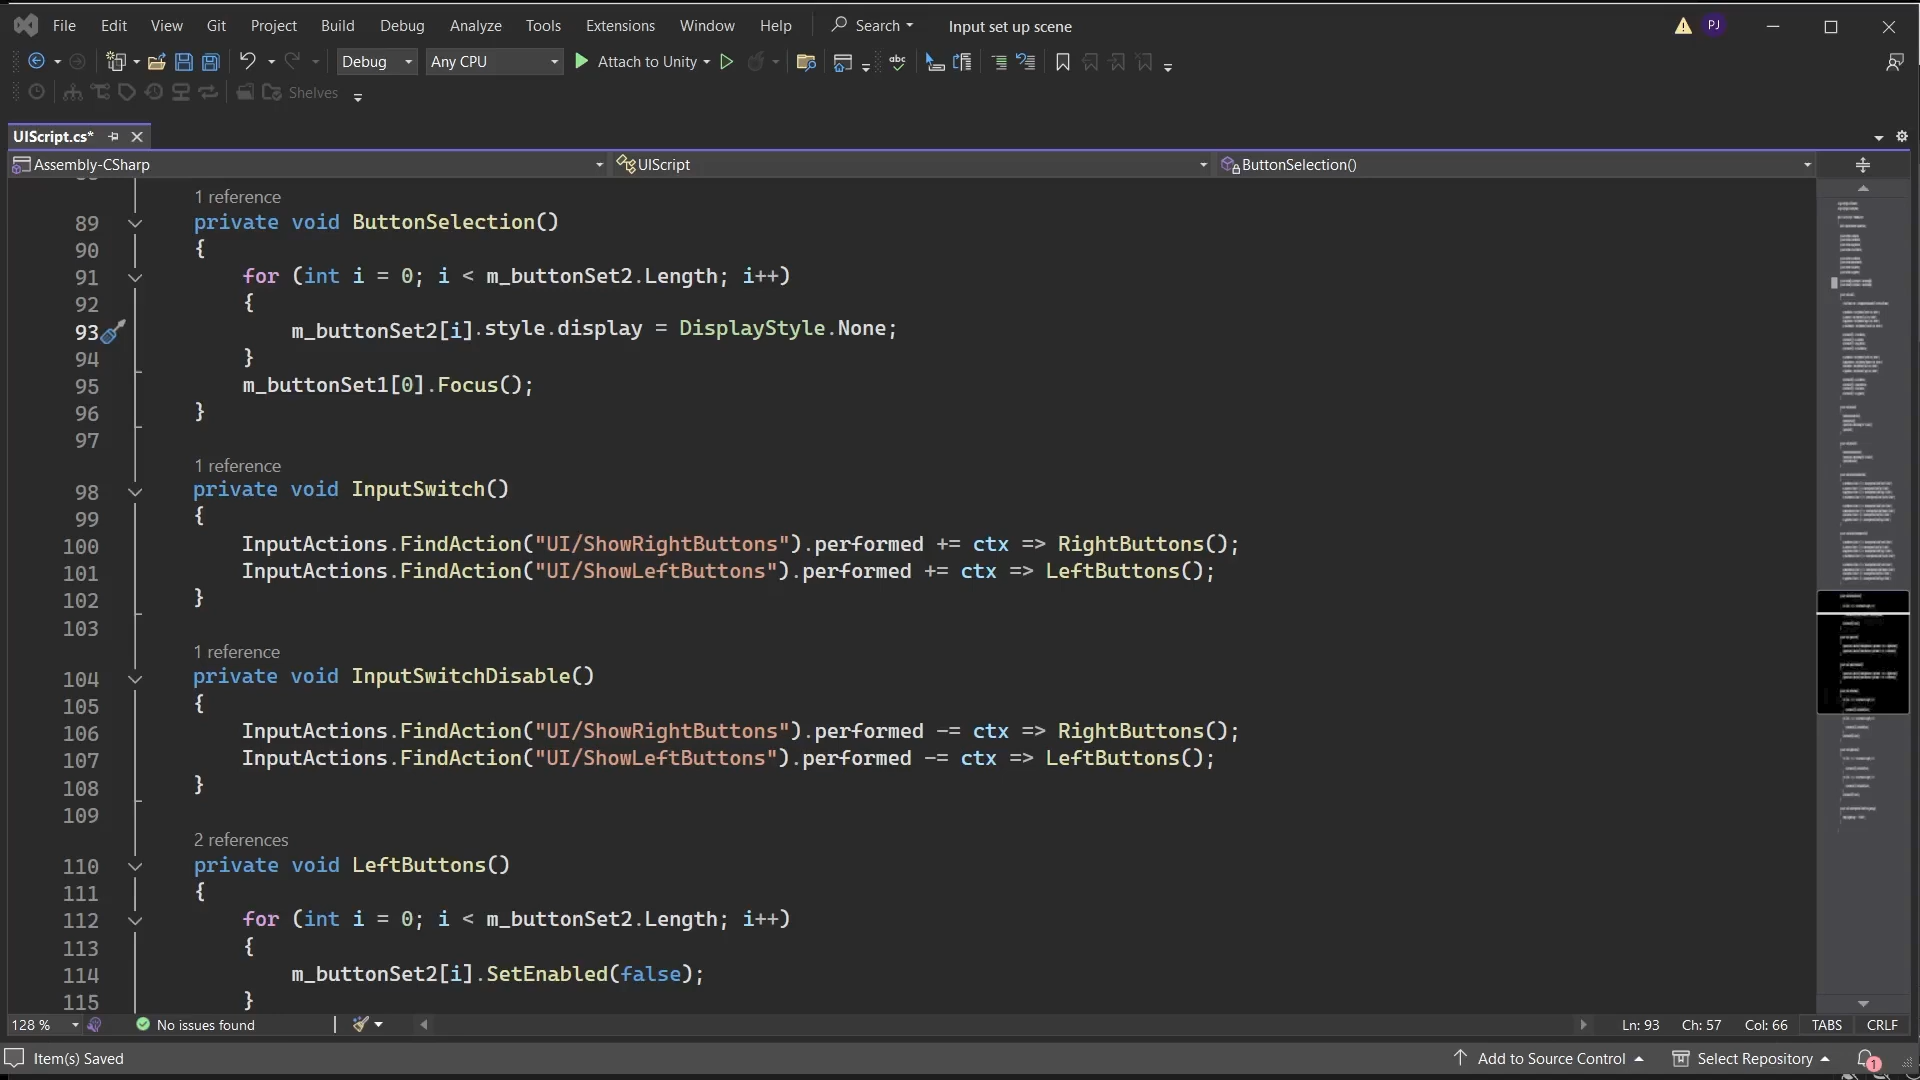 File Edit View Git Project Build Debug Analyze Tools Extensions Window Help Search Input set up scene PJ
Debug Any CPU Attach to Unity abc
Shelves
UIScript.cs*
Assembly-CSharp UIScript ButtonSelection()
1 reference
89 private void ButtonSelection()
90 {
91 for (int i = 0; i < m_buttonSet2.Length; i++)
92 {
93 m_buttonSet2[i].style.display = DisplayStyle.None;
94 }
95 m_buttonSet1[0].Focus();
96 }
97
1 reference
98 private void InputSwitch()
99 {
100 InputActions.FindAction("UI/ShowRightButtons").performed += ctx => RightButtons();
101 InputActions.FindAction("UI/ShowLeftButtons").performed += ctx => LeftButtons();
102 }
103
1 reference
104 private void InputSwitchDisable()
105 {
106 InputActions.FindAction("UI/ShowRightButtons").performed -= ctx => RightButtons();
107 InputActions.FindAction("UI/ShowLeftButtons").performed -= ctx => LeftButtons();
108 }
109
2 references
110 private void LeftButtons()
111 {
112 for (int i = 0; i < m_buttonSet2.Length; i++)
113 {
114 m_buttonSet2[i].SetEnabled(false);
115 }
128 % No issues found Ln: 93 Ch: 57 Col: 66 TABS CRLF
Item(s) Saved Add to Source Control Select Repository 1